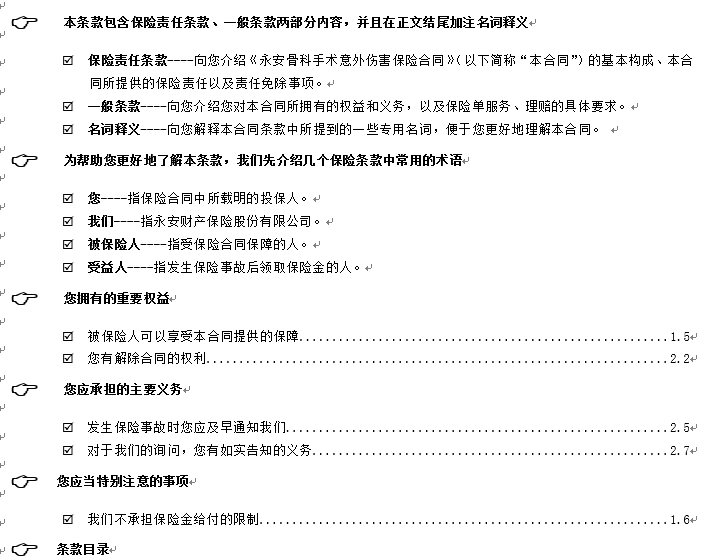 本条款包含保险责任条款、一般条款两部分内容，并且在正文结尾加注名词释义
保险责任条款----向您介绍《永安骨科手术意外伤害保险合同》（以下简称“本合同”）的基本构成、本合
同所提供的保险责任以及责任免除事项。
一般条款----向您介绍您对本合同所拥有的权益和义务，以及保险单服务、理赔的具体要求。
名词释义----向您解释本合同条款中所提到的一些专用名词，便于您更好地理解本合同。
为帮助您更好地了解本条款，我们先介绍几个保险条款中常用的术语
您----指保险合同中所载明的投保人。
我们----指永安财产保险股份有限公司。
被保险人----指受保险合同保障的人。
受益人----指发生保险事故后领取保险金的人。
您拥有的重要权益
被保险人可以享受本合同提供的保障........................................................1.5
您有解除合同的权利......................................................................2.2
您应承担的主要义务
发生保险事故时您应及早通知我们..........................................................2.5
对于我们的询问，您有如实告知的义务......................................................2.7
您应当特别注意的事项
我们不承担保险金给付的限制..............................................................1.6
条款目录